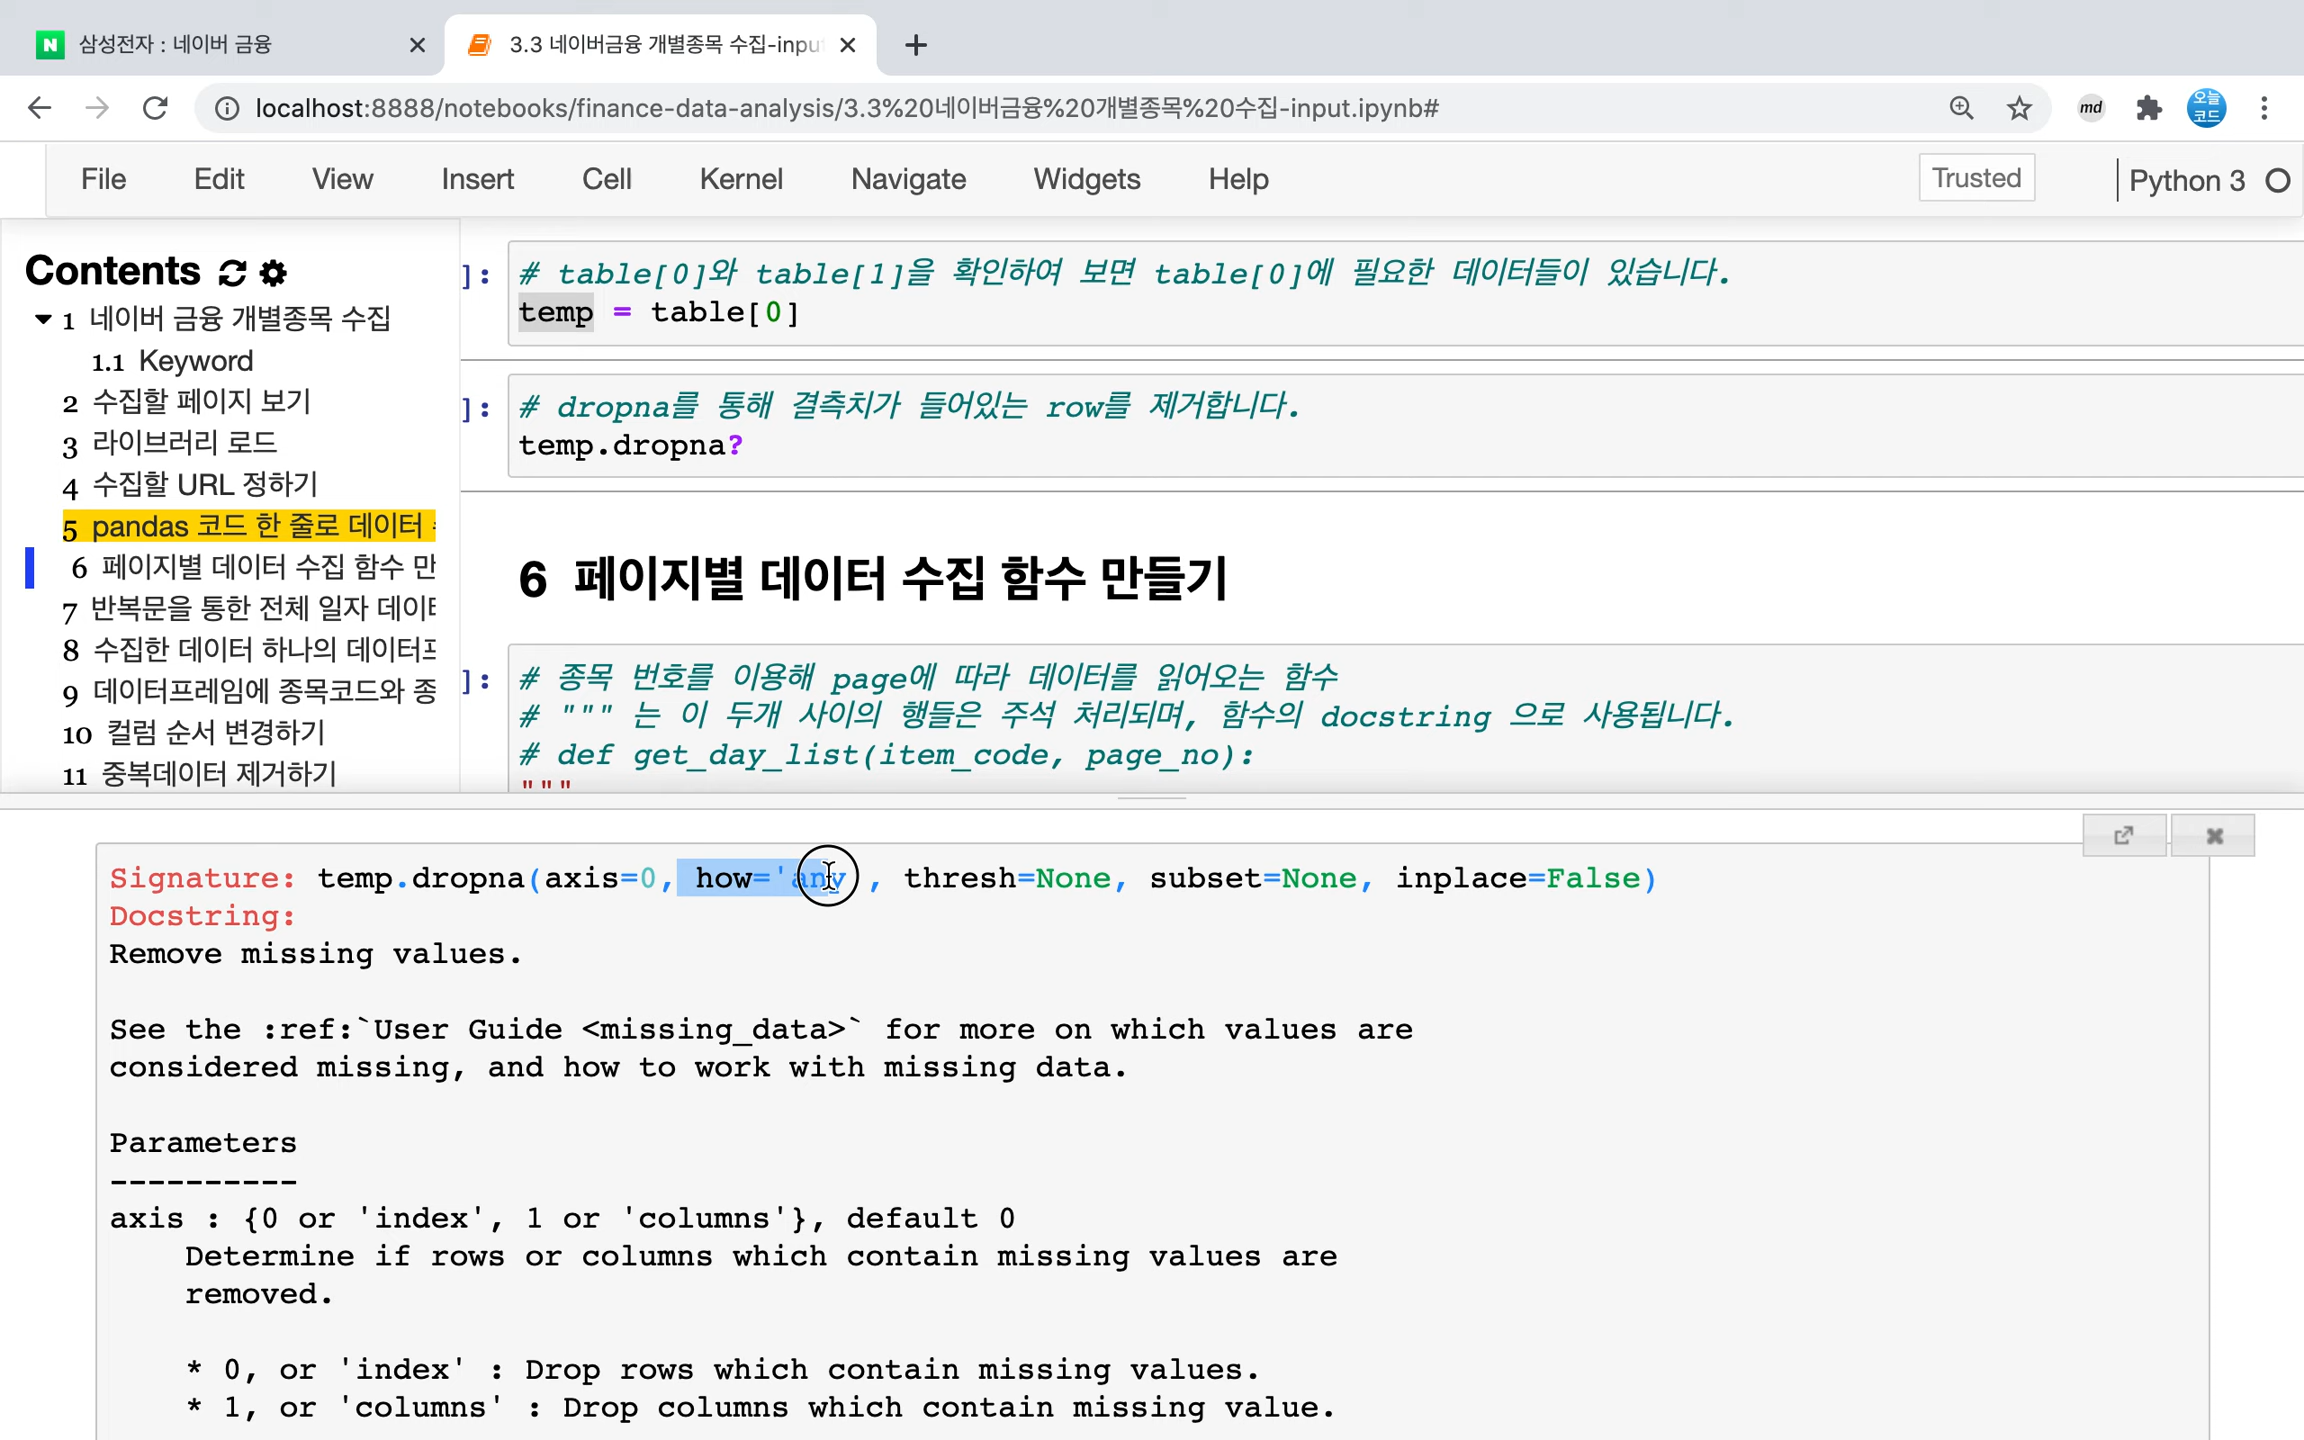 N 삼성전자 : 네이버 금융
3.3 네이버금융 개별종목 수집-inpu
localhost:8888/notebooks/finance-data-analysis/3.3%20네이버금융%20개별종목%20수집-input.ipynb#
md
오늘
코드
File Edit View Insert Cell Kernel Navigate Widgets Help
Trusted
Python 3
Contents
1 네이버 금융 개별종목 수집
1.1 Keyword
2 수집할 페이지 보기
3 라이브러리 로드
4 수집할 URL 정하기
5 pandas 코드 한 줄로 데이터
6 페이지별 데이터 수집 함수 만
7 반복문을 통한 전체 일자 데이터
8 수집한 데이터 하나의 데이터프
9 데이터프레임에 종목코드와 종
10 컬럼 순서 변경하기
11 중복데이터 제거하기
]: # table[0]와 table[1]을 확인하여 보면 table[0]에 필요한 데이터들이 있습니다.
temp = table[0]
]: # dropna를 통해 결측치가 들어있는 row를 제거합니다.
temp.dropna?
6 페이지별 데이터 수집 함수 만들기
]: # 종목 번호를 이용해 page에 따라 데이터를 읽어오는 함수
# """ 는 이 두개 사이의 행들은 주석 처리되며, 함수의 docstring 으로 사용됩니다.
# def get_day_list(item_code, page_no):
"""
Signature: temp.dropna(axis=0, how='any', thresh=None, subset=None, inplace=False)
Docstring:
Remove missing values.
See the :ref:`User Guide <missing_data>` for more on which values are
considered missing, and how to work with missing data.
Parameters
----------
axis : {0 or 'index', 1 or 'columns'}, default 0
Determine if rows or columns which contain missing values are
removed.
* 0, or 'index' : Drop rows which contain missing values.
* 1, or 'columns' : Drop columns which contain missing value.